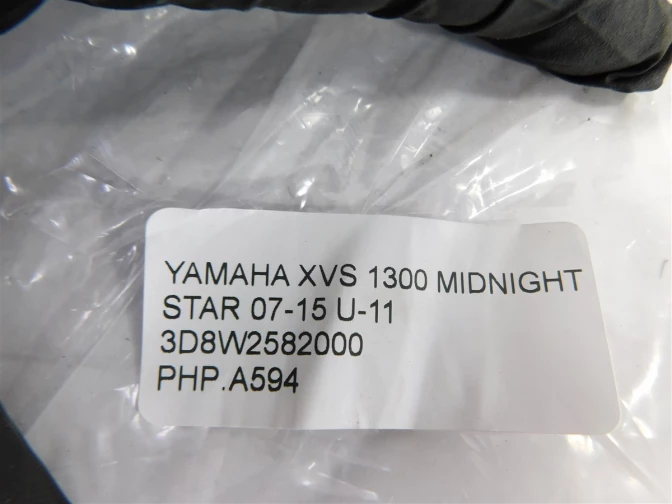 YAMAHA XVS 1300 MIDNIGHT
STAR 07-15 U-11
3D8W2582000
PHP.A594